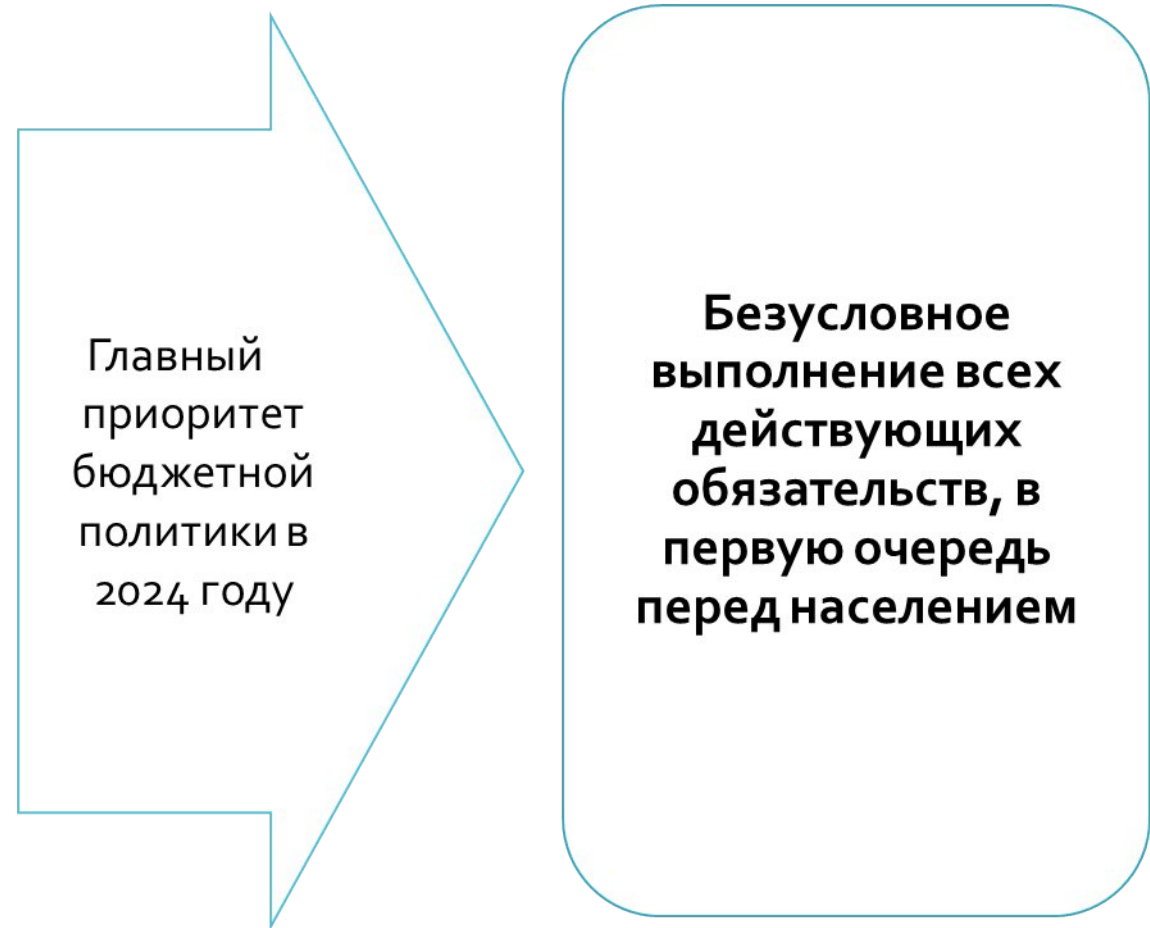 Главный
приоритет
бюджетной
политики в
2024 году
Безусловное
выполнение всех
действующих
обязательств, в
первую очередь
перед населением